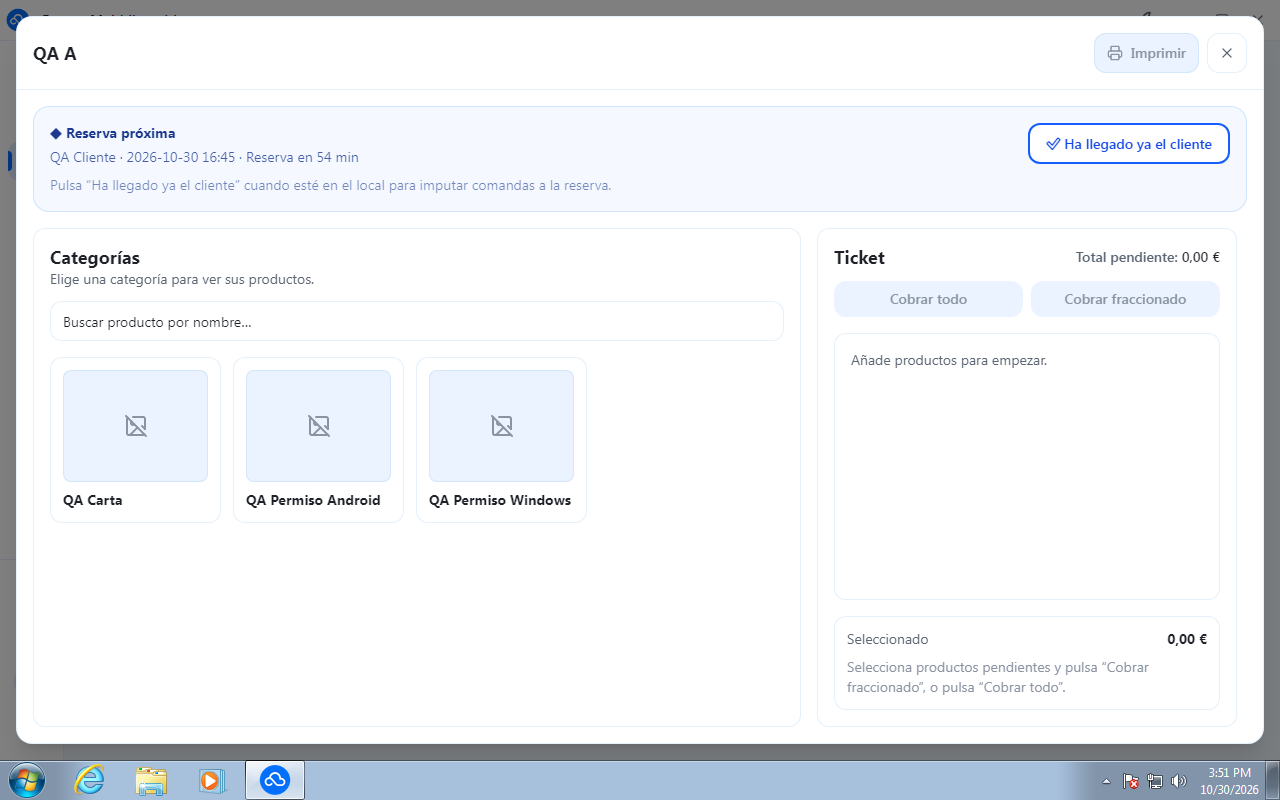 QA A
Imprimir
◆ Reserva próxima
QA Cliente · 2026-10-30 16:45 · Reserva en 54 min
Pulsa “Ha llegado ya el cliente” cuando esté en el local para imputar comandas a la reserva.
Ha llegado ya el cliente
Categorías
Elige una categoría para ver sus productos.
Buscar producto por nombre...
QA Carta
QA Permiso Android
QA Permiso Windows
Ticket
Total pendiente: 0,00 €
Cobrar todo
Cobrar fraccionado
Añade productos para empezar.
Seleccionado
0,00 €
Selecciona productos pendientes y pulsa “Cobrar
fraccionado”, o pulsa “Cobrar todo”.
3:51 PM
10/30/2026